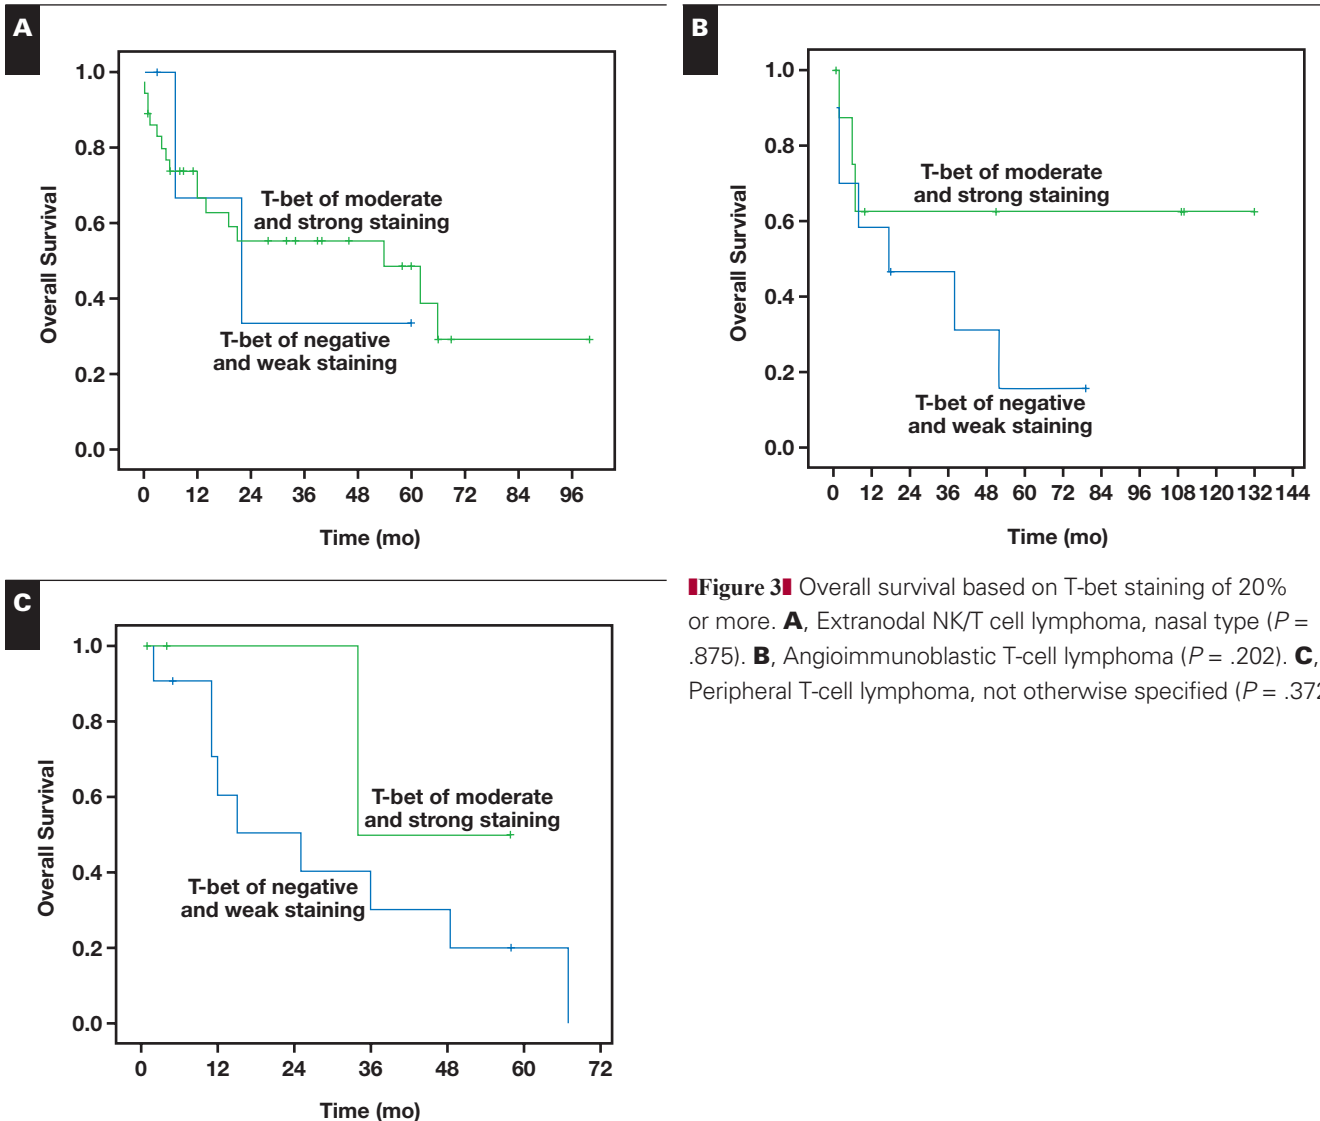 A
1.0
0.8
0.6
0.4
0.2
0.0
Overall Survival
T-bet of moderate
and strong staining
T-bet of negative
and weak staining
0 12 24 36 48 60 72 84 96
Time (mo)
B
1.0
0.8
0.6
0.4
0.2
0.0
Overall Survival
T-bet of moderate
and strong staining
T-bet of negative
and weak staining
0 12 24 36 48 60 72 84 96 108 120 132 144
Time (mo)
C
1.0
0.8
0.6
0.4
0.2
0.0
Overall Survival
T-bet of moderate
and strong staining
T-bet of negative
and weak staining
0 12 24 36 48 60 72
Time (mo)
Figure 3 Overall survival based on T-bet staining of 20%
or more. A, Extranodal NK/T cell lymphoma, nasal type (P =
.875). B, Angioimmunoblastic T-cell lymphoma (P = .202). C,
Peripheral T-cell lymphoma, not otherwise specified (P = .372